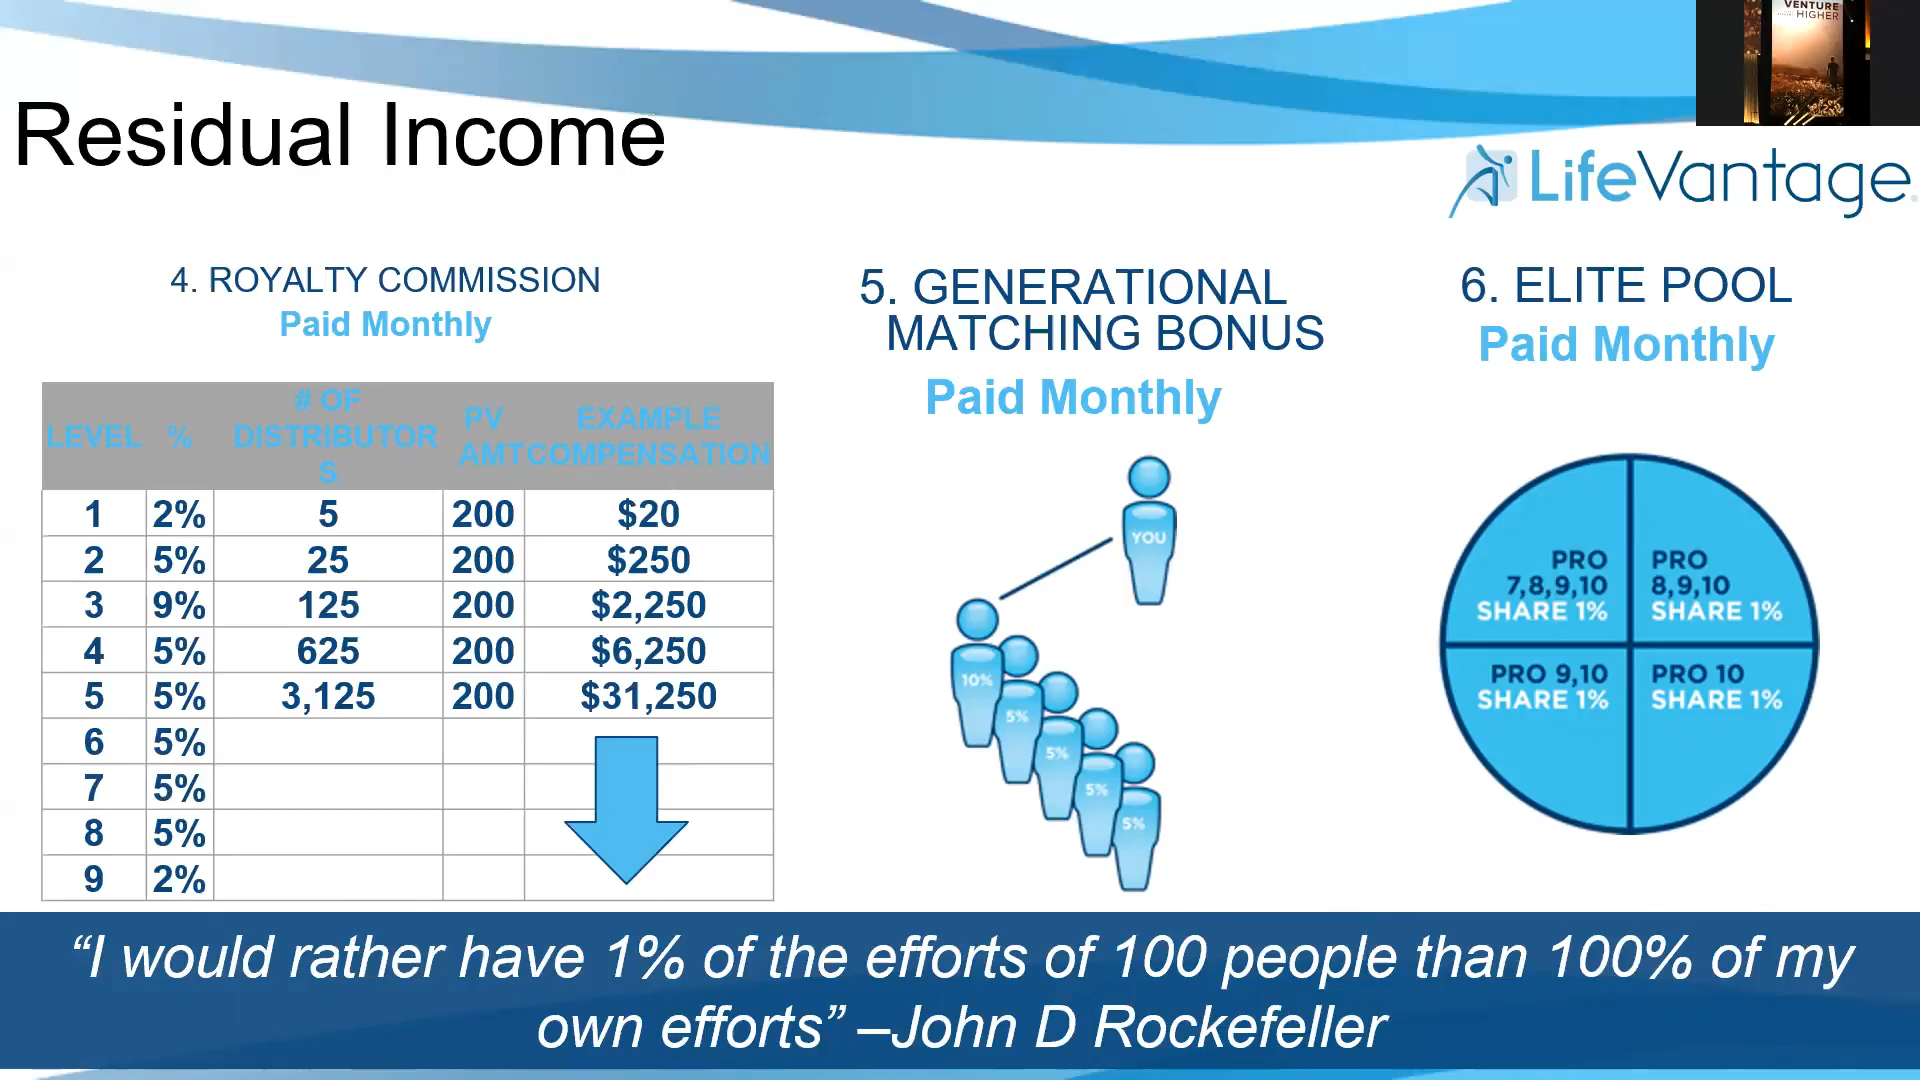 VENTURE
HIGHER
Residual Income
LifeVantage
4. ROYALTY COMMISSION
Paid Monthly
LEVEL % # OF DISTRIBUTORS PV AMT EXAMPLE COMPENSATION
1 2% 5 200 $20
2 5% 25 200 $250
3 9% 125 200 $2,250
4 5% 625 200 $6,250
5 5% 3,125 200 $31,250
6 5%
7 5%
8 5%
9 2%
5. GENERATIONAL
MATCHING BONUS
Paid Monthly
YOU
10%
5%
5%
5%
5%
6. ELITE POOL
Paid Monthly
PRO
7,8,9,10
SHARE 1%
PRO
8,9,10
SHARE 1%
PRO 9,10
SHARE 1%
PRO 10
SHARE 1%
“I would rather have 1% of the efforts of 100 people than 100% of my
own efforts” –John D Rockefeller